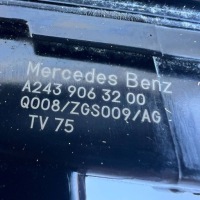 Mercedes Benz
A243 906 32 00
Q008/ZGS009/AG
TV 75